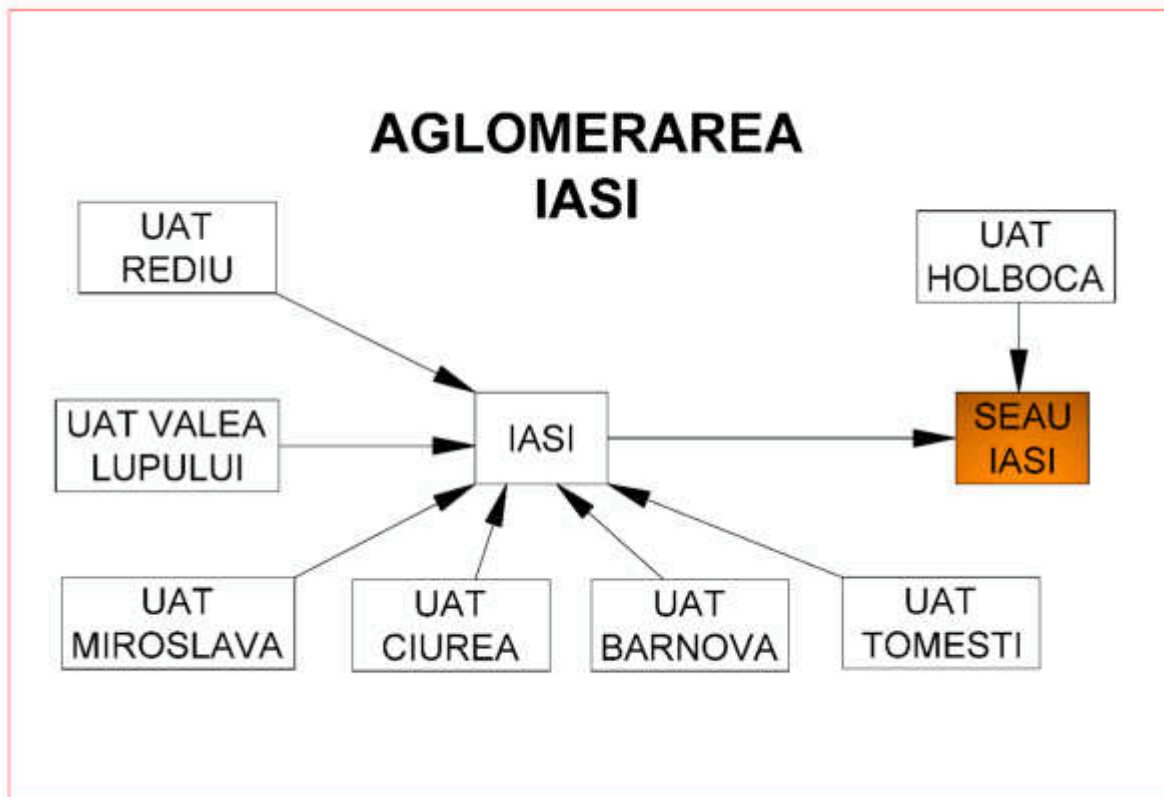 AGLOMERAREA
IASI
UAT
REDIU
UAT
HOLBOCA
UAT VALEA
LUPULUI
IASI
SEAU
IASI
UAT
MIROSLAVA
UAT
CIUREA
UAT
BARNOVA
UAT
TOMESTI